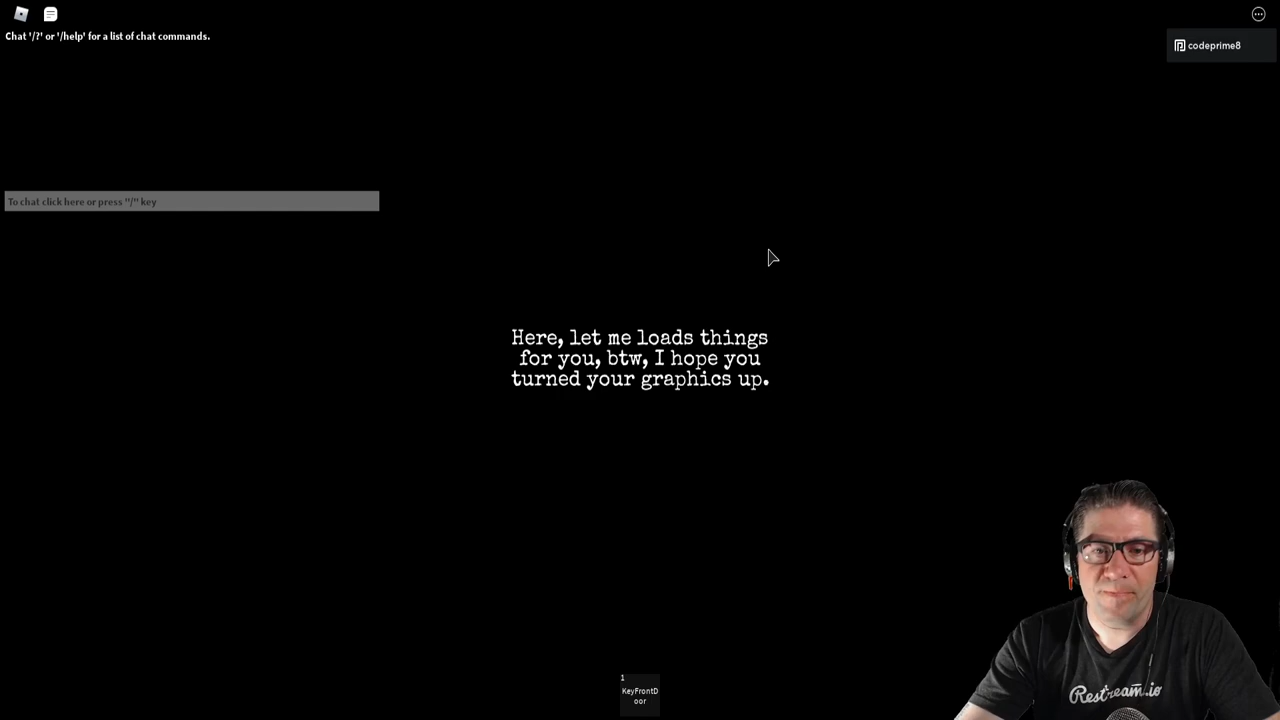 Chat '/?' or '/help' for a list of chat commands.
codeprime8
To chat click here or press "/" key
Here, let me loads things
for you, btw, I hope you
turned your graphics up.
1
KeyFrontD
oor
Restream.io